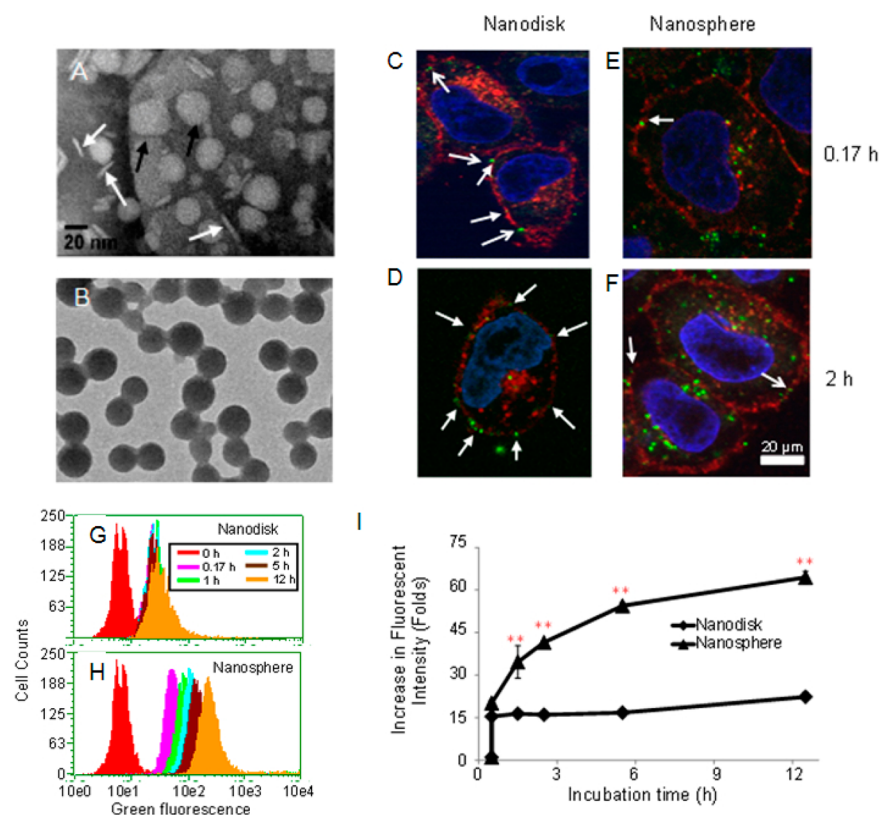 Nanodisk Nanosphere
A
20 nm
B
C
E
0.17 h
D
F
2 h
20 µm
G
Nanodisk
0 h 2 h
0.17 h 5 h
1 h 12 h
250
188
125
63
H
Nanosphere
250
188
125
63
0
Cell Counts
10e0 10e1 10e2 10e3 10e4
Green fluorescence
I
75
60
45
30
15
0
Increase in Fluorescent
Intensity (Folds)
**
**
**
**
Nanodisk
Nanosphere
0 3 6 9 12
Incubation time (h)